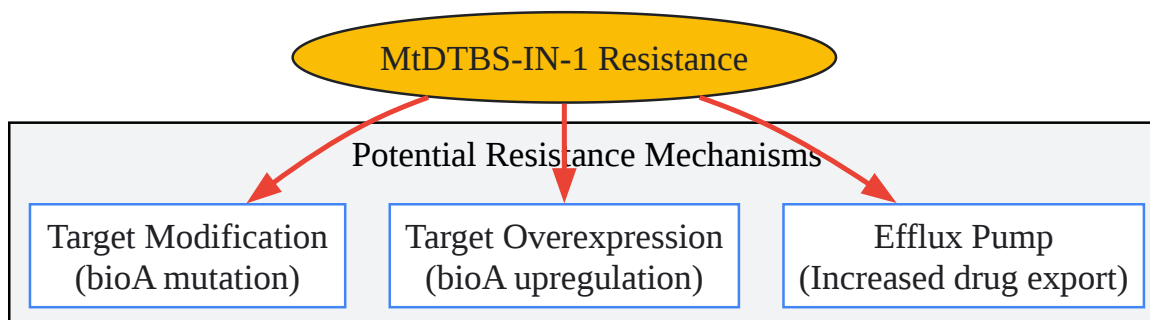 MtDTBS-IN-1 Resistance
Potential Resistance Mechanisms
Target Modification
(bioA mutation)
Target Overexpression
(bioA upregulation)
Efflux Pump
(Increased drug export)